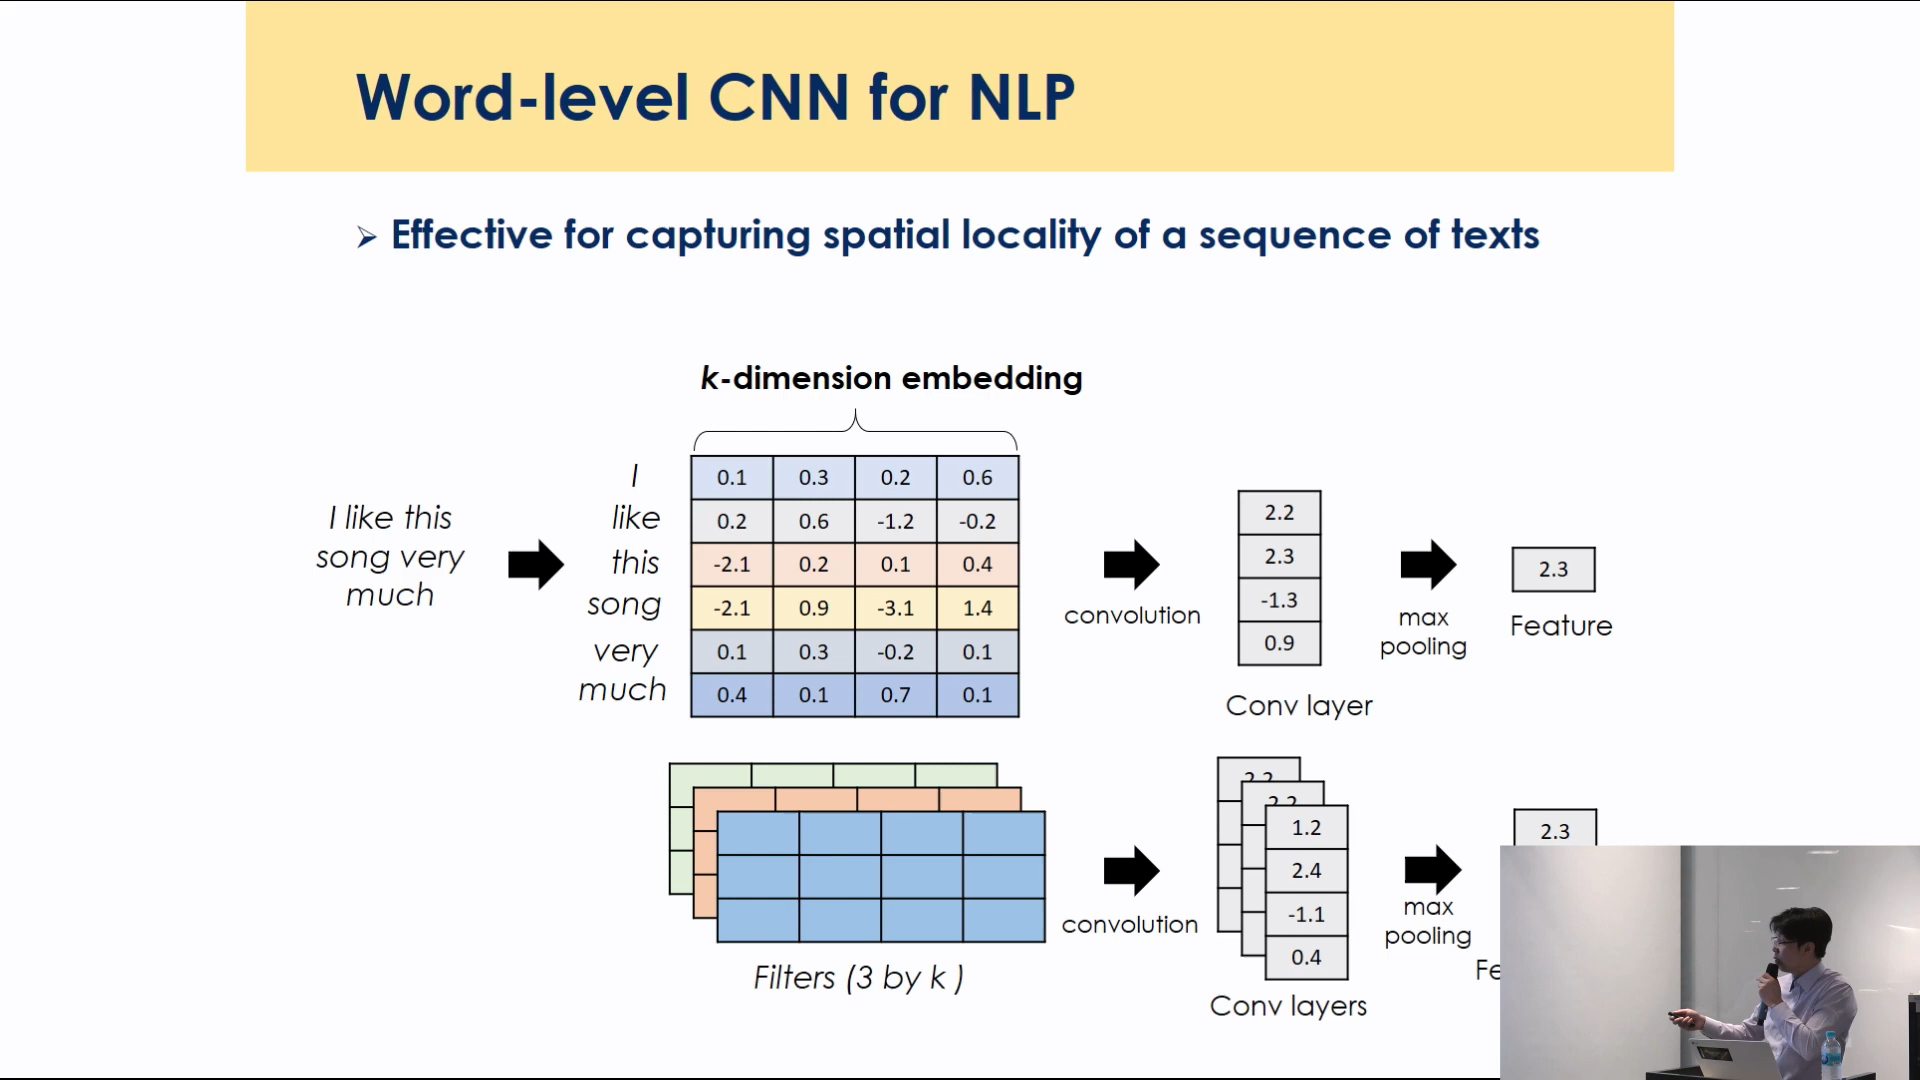 Word-level CNN for NLP
➢ Effective for capturing spatial locality of a sequence of texts
k-dimension embedding
I like this
song very
much
I 0.1 0.3 0.2 0.6
like 0.2 0.6 -1.2 -0.2
this -2.1 0.2 0.1 0.4
song -2.1 0.9 -3.1 1.4
very 0.1 0.3 -0.2 0.1
much 0.4 0.1 0.7 0.1
convolution
2.2
2.3
-1.3
0.9
Conv layer
max
pooling
2.3
Feature
Filters (3 by k )
convolution
2.2
2.2
1.2
2.4
-1.1
0.4
Conv layers
max
pooling
2.3